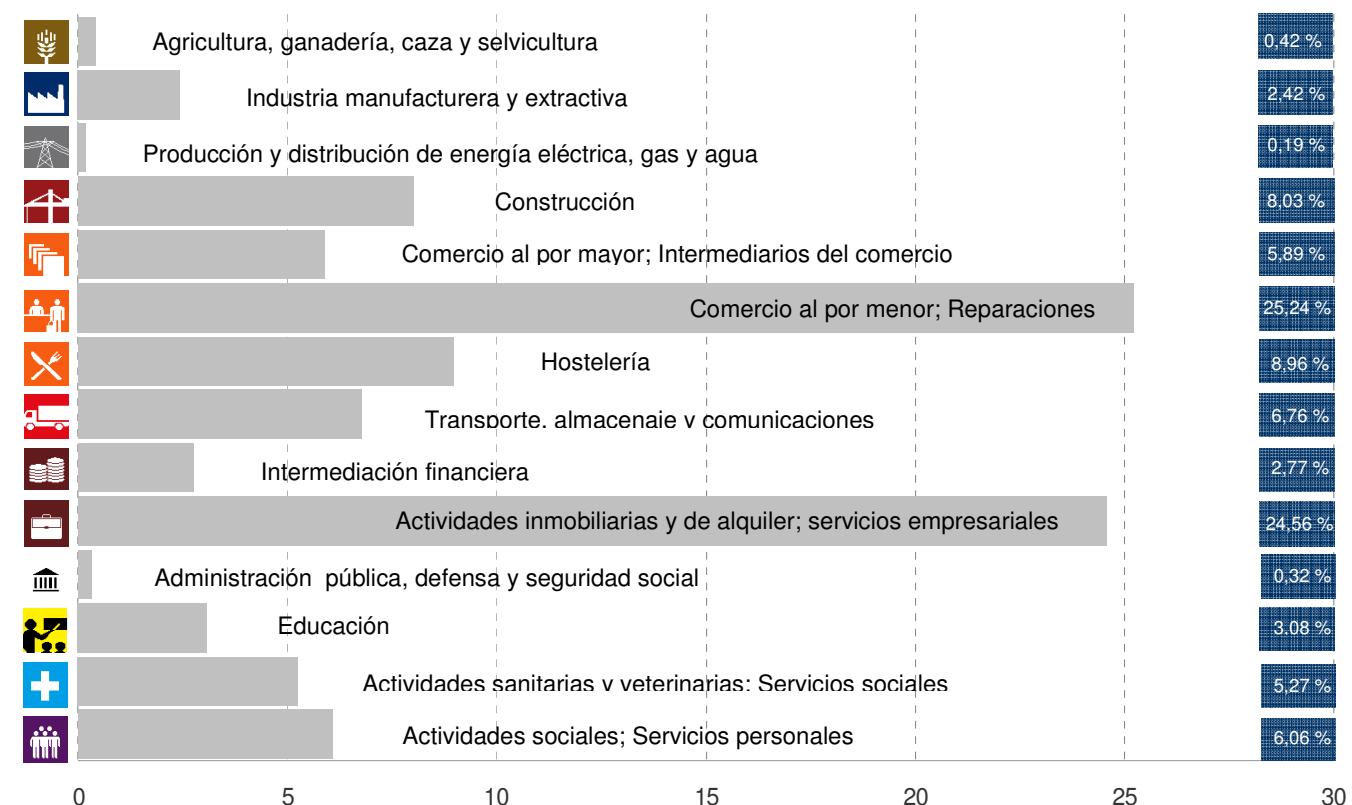 Agricultura, ganadería, caza y selvicultura 0,42 %
Industria manufacturera y extractiva 2,42 %
Producción y distribución de energía eléctrica, gas y agua 0,19 %
Construcción 8,03 %
Comercio al por mayor; Intermediarios del comercio 5,89 %
Comercio al por menor; Reparaciones 25,24 %
Hostelería 8,96 %
Transporte. almacenaje y comunicaciones 6,76 %
Intermediación financiera 2,77 %
Actividades inmobiliarias y de alquiler; servicios empresariales 24,56 %
Administración pública, defensa y seguridad social 0,32 %
Educación 3,08 %
Actividades sanitarias y veterinarias; Servicios sociales 5,27 %
Actividades sociales; Servicios personales 6,06 %
0 5 10 15 20 25 30